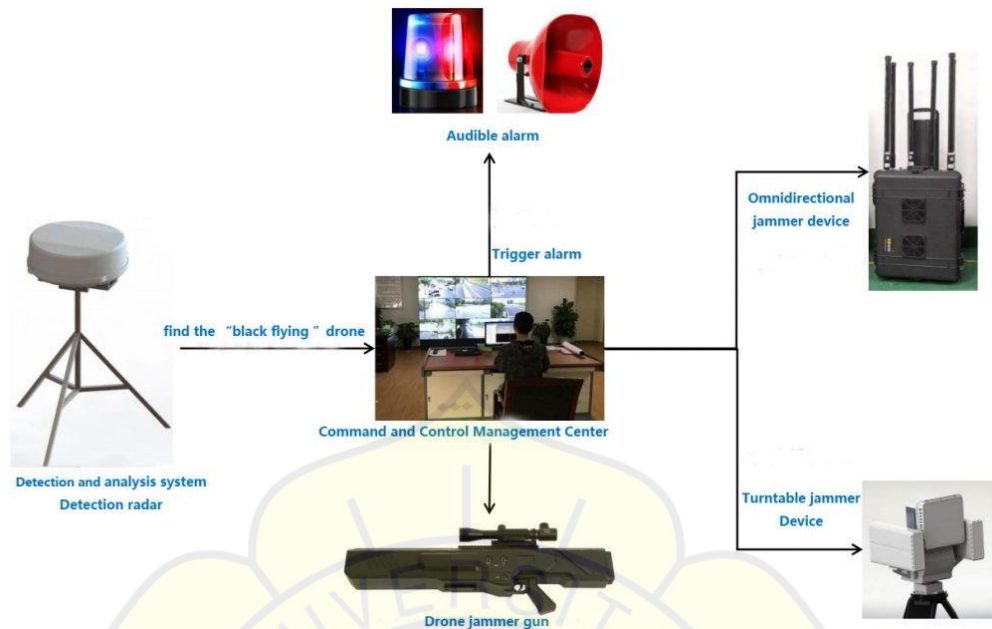 Audible alarm
Omnidirectional
jammer device
Trigger alarm
find the “black flying ” drone
Command and Control Management Center
Detection and analysis system
Detection radar
Turntable jammer
Device
Drone jammer gun